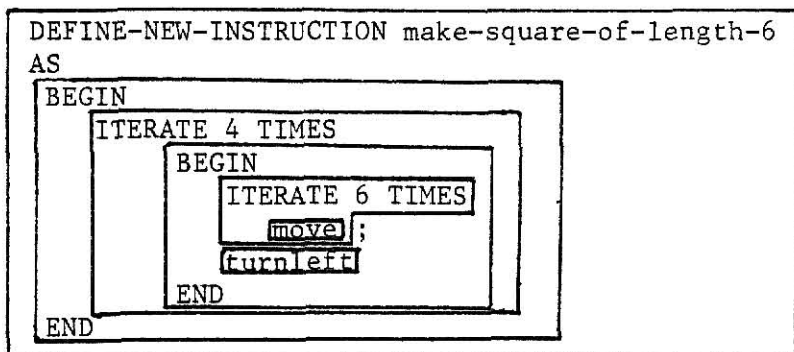 DEFINE-NEW-INSTRUCTION make-square-of-length-6
AS
BEGIN
ITERATE 4 TIMES
BEGIN
ITERATE 6 TIMES
move ;
turnleft
END
END